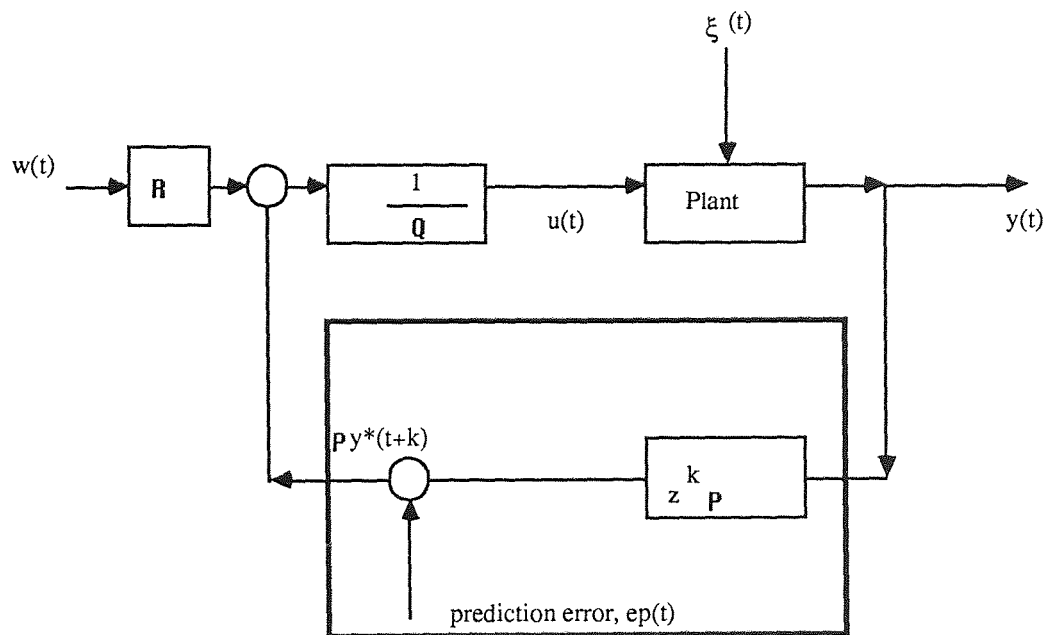 ξ (t)
w(t)
R
1
Q
u(t)
Plant
y(t)
P y*(t+k)
z k P
prediction error, ep(t)